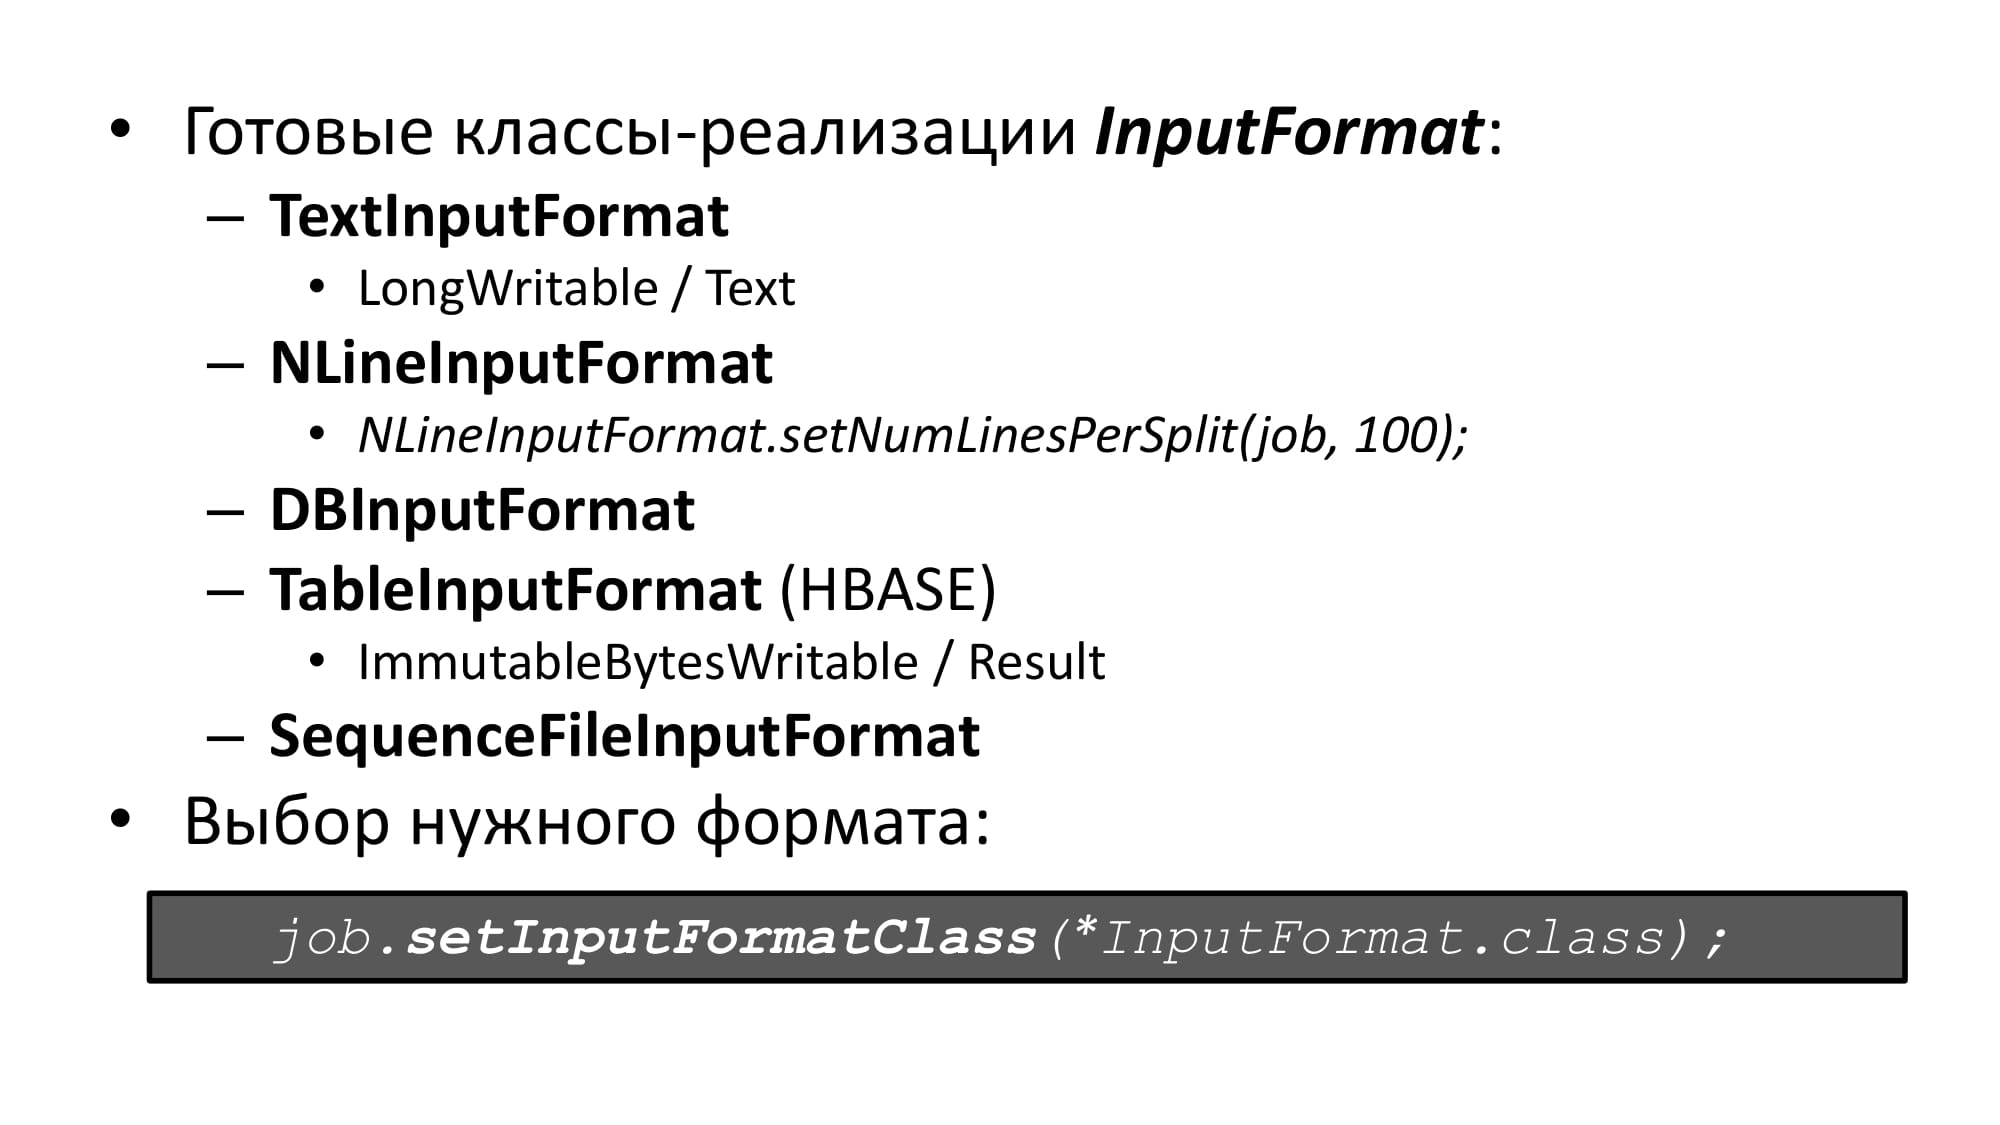 • Готовые классы-реализации InputFormat:
– TextInputFormat
• LongWritable / Text
– NLineInputFormat
• NLineInputFormat.setNumLinesPerSplit(job, 100);
– DBInputFormat
– TableInputFormat (HBASE)
• ImmutableBytesWritable / Result
– SequenceFileInputFormat
• Выбор нужного формата:
job.setInputFormatClass(*InputFormat.class);